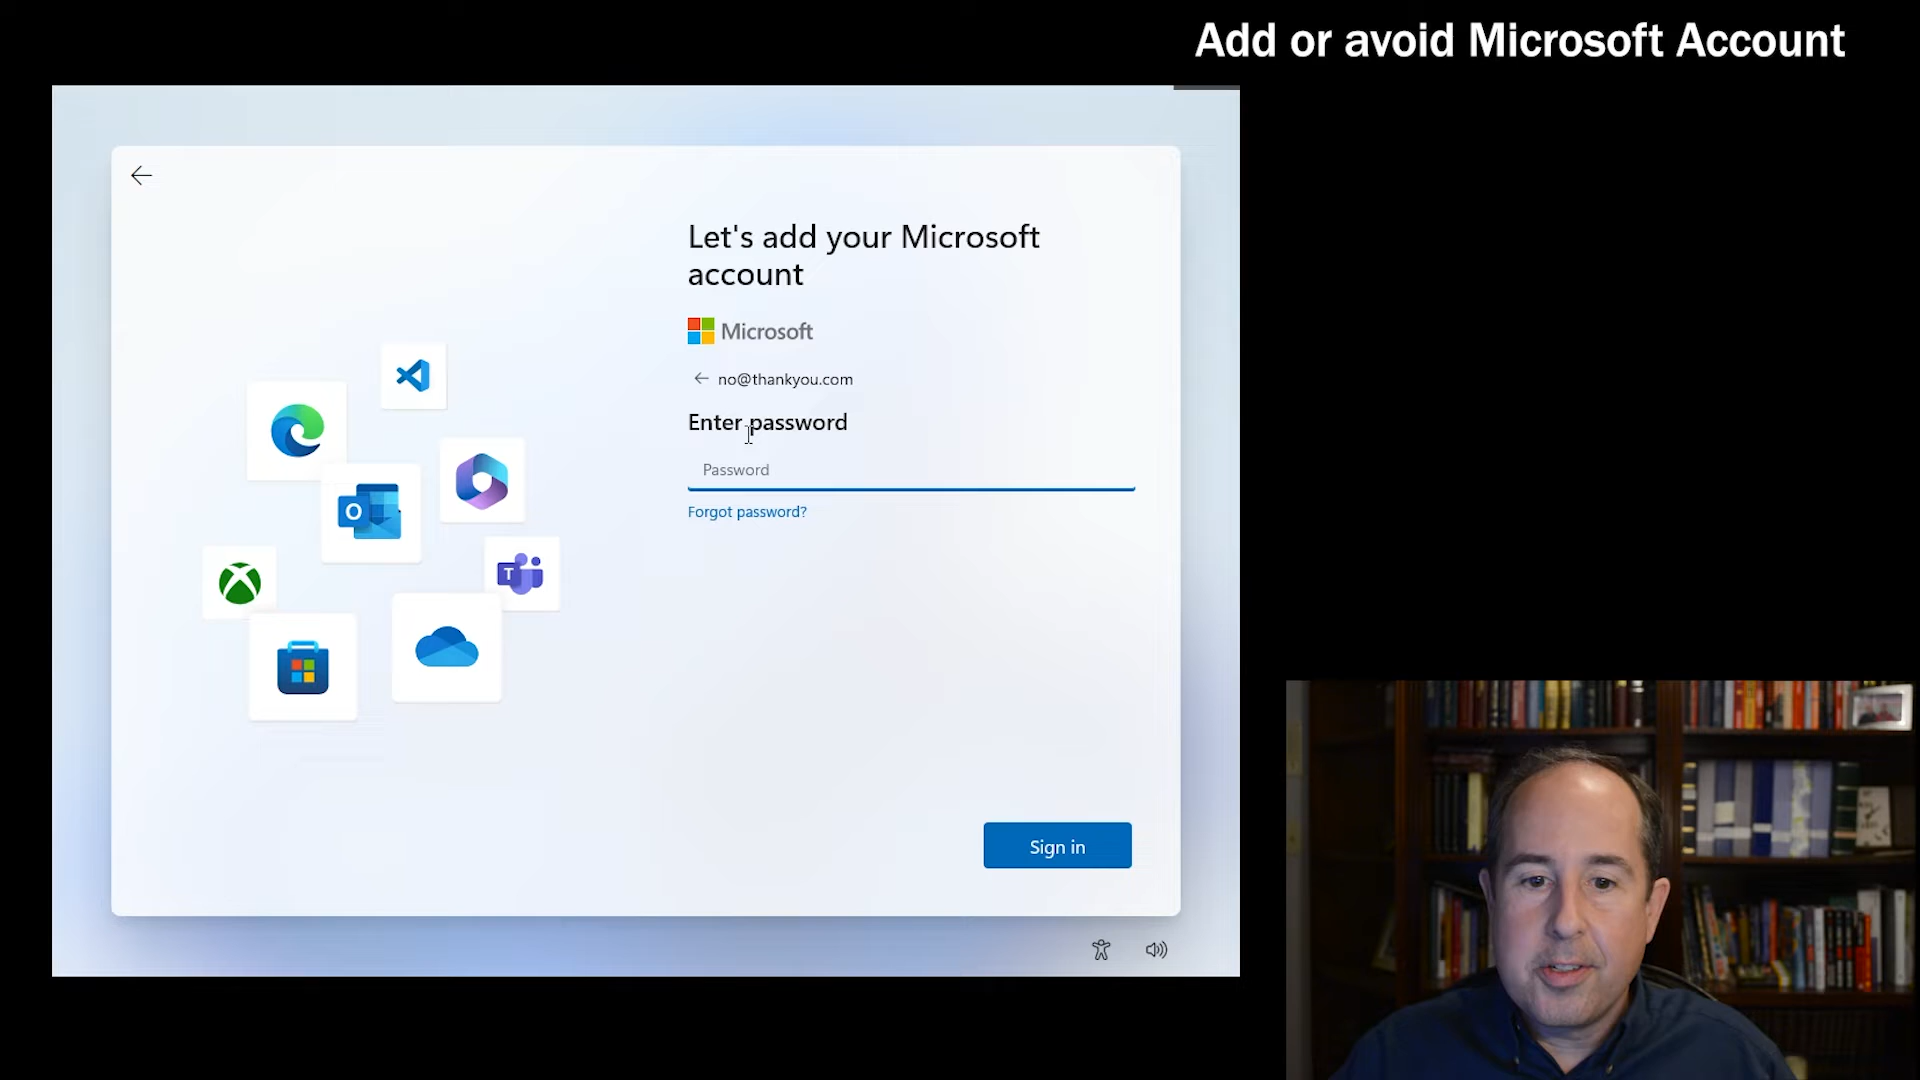 Add or avoid Microsoft Account
Let's add your Microsoft
account
Microsoft
no@thankyou.com
Enter password
Password
Forgot password?
Sign in